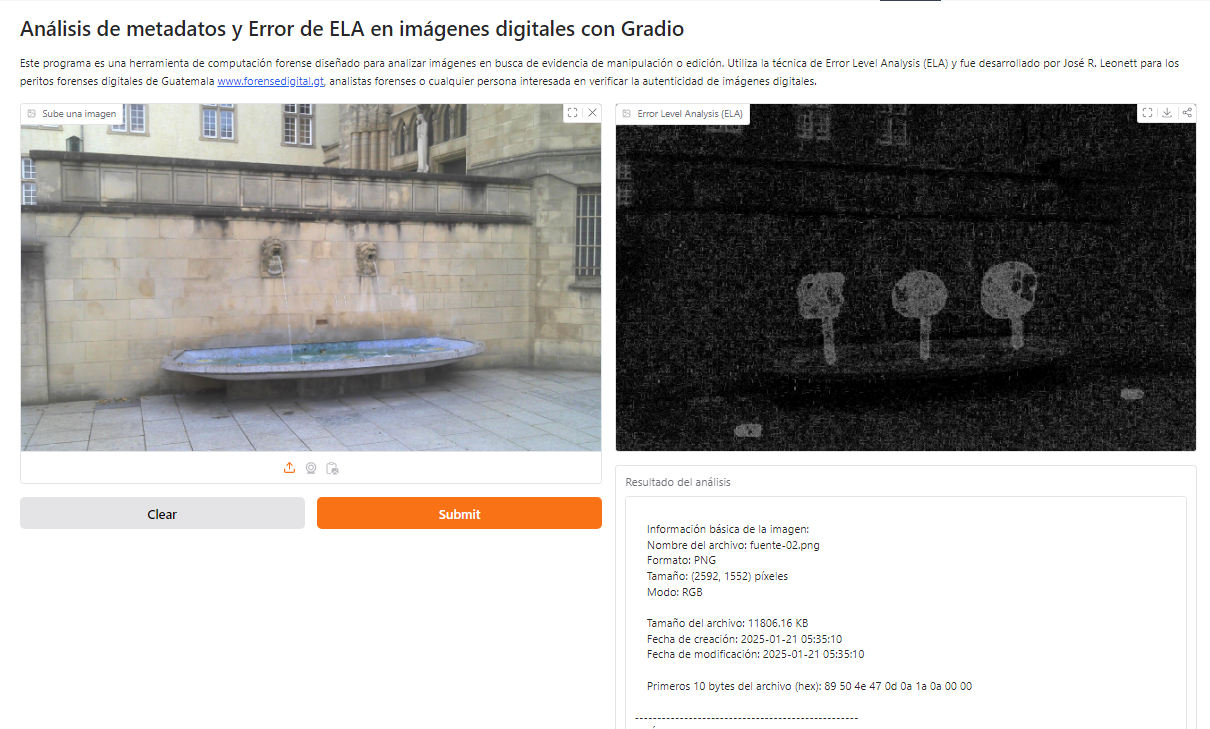 Análisis de metadatos y Error de ELA en imágenes digitales con Gradio
Este programa es una herramienta de computación forense diseñado para analizar imágenes en busca de evidencia de manipulación o edición. Utiliza la técnica de Error Level Analysis (ELA) y fue desarrollado por José R. Leonett para los
peritos forenses digitales de Guatemala www.forensedigital.gt, analistas forenses o cualquier persona interesada en verificar la autenticidad de imágenes digitales.
Sube una imagen
Error Level Analysis (ELA)
Clear
Submit
Resultado del análisis
Información básica de la imagen:
Nombre del archivo: fuente-02.png
Formato: PNG
Tamaño: (2592, 1552) píxeles
Modo: RGB
Tamaño del archivo: 11806.16 KB
Fecha de creación: 2025-01-21 05:35:10
Fecha de modificación: 2025-01-21 05:35:10
Primeros 10 bytes del archivo (hex): 89 50 4e 47 0d 0a 1a 0a 00 00
--------------------------------------------------